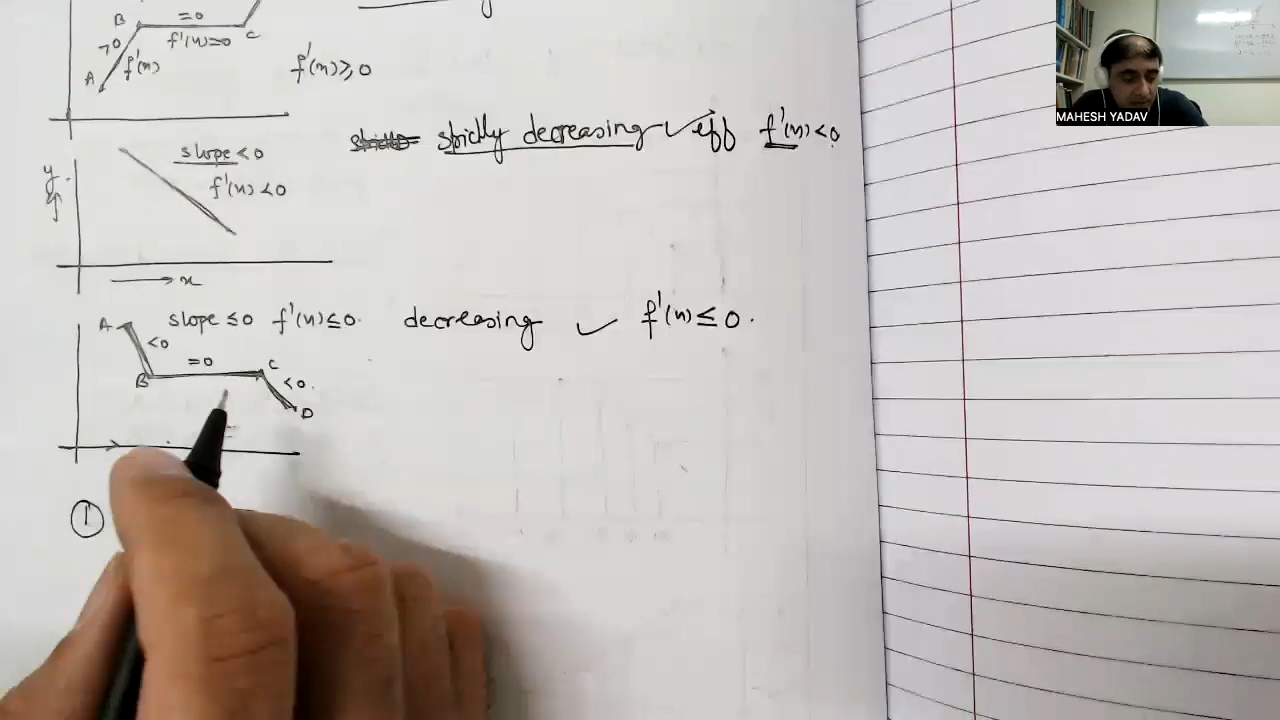 B =0 C
>0 f'(x)=0
A f'(x) f'(x)≥0
MAHESH YADAV
strictly decreasing ✓ eff f'(x)<0
slope <0
y
f'(x) <0
→ x
A slope ≤0 f'(x)≤0. decreasing ✓ f'(x)≤0.
<0
=0 C
B <0.
D
①